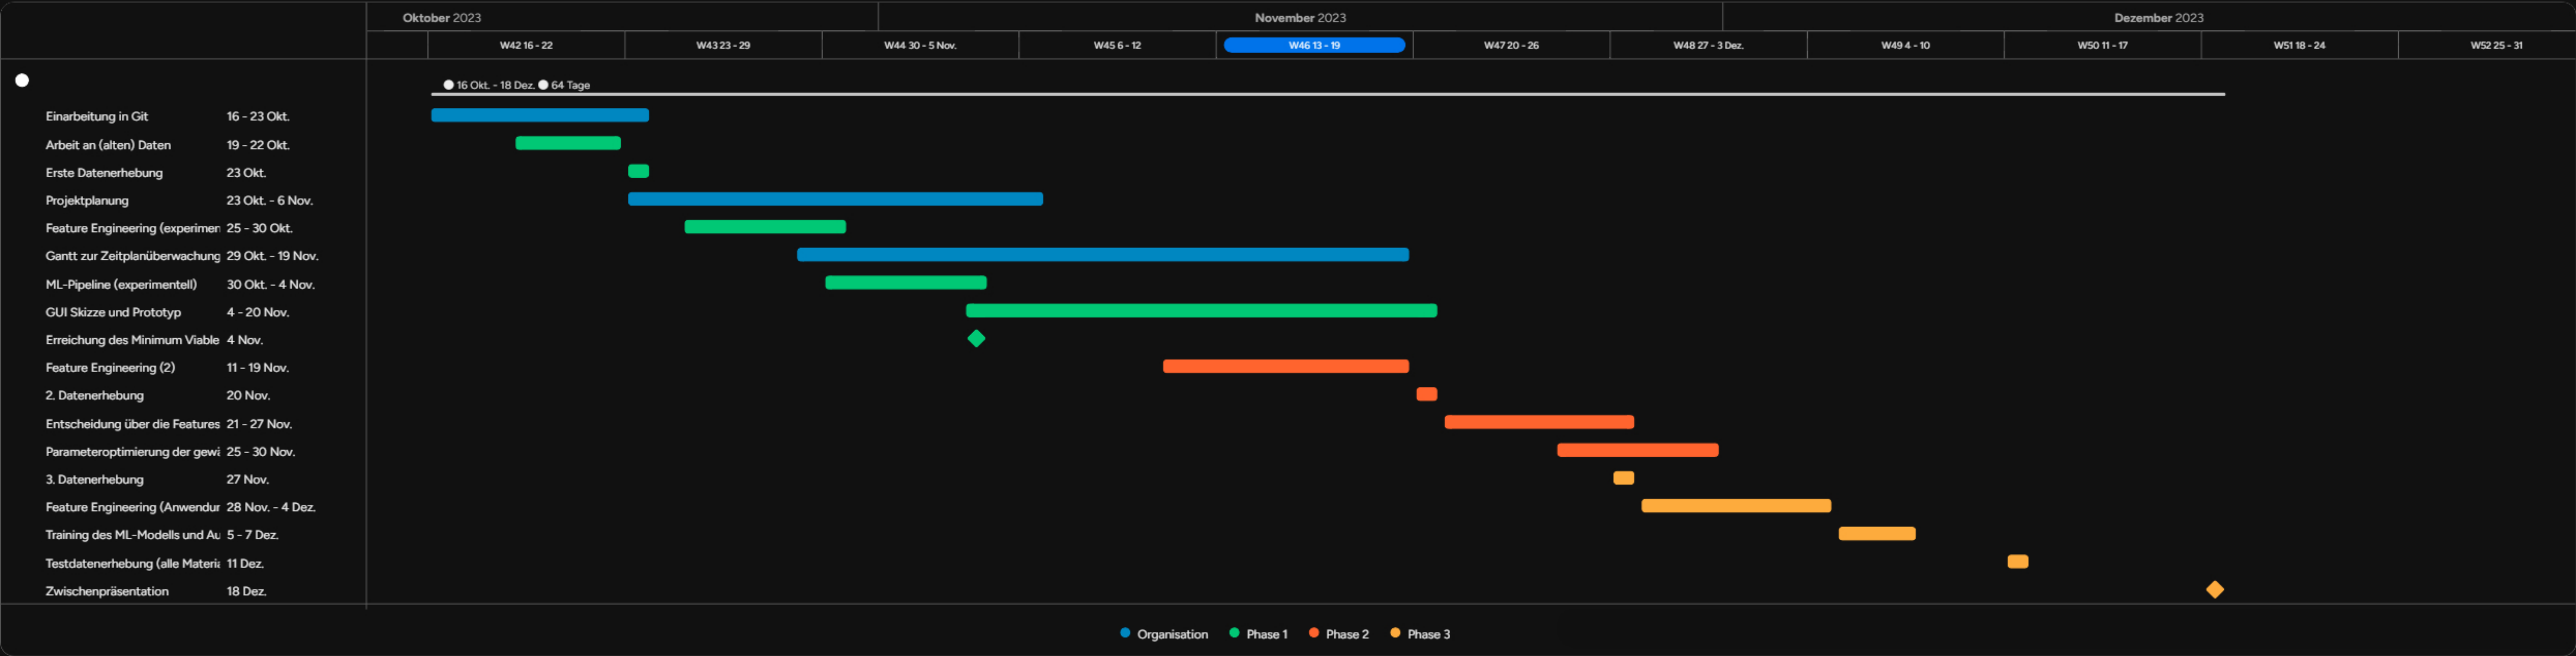 Oktober 2023 November 2023 Dezember 2023
W42 16 - 22 W43 23 - 29 W44 30 - 5 Nov. W45 6 - 12 W46 13 - 19 W47 20 - 26 W48 27 - 3 Dez. W49 4 - 10 W50 11 - 17 W51 18 - 24 W52 25 - 31
16 Okt. - 18 Dez. 64 Tage
Einarbeitung in Git 16 - 23 Okt.
Arbeit an (alten) Daten 19 - 22 Okt.
Erste Datenerhebung 23 Okt.
Projektplanung 23 Okt. - 6 Nov.
Feature Engineering (experimen 25 - 30 Okt.
Gantt zur Zeitplanüberwachung 29 Okt. - 19 Nov.
ML-Pipeline (experimentell) 30 Okt. - 4 Nov.
GUI Skizze und Prototyp 4 - 20 Nov.
Erreichung des Minimum Viable 4 Nov.
Feature Engineering (2) 11 - 19 Nov.
2. Datenerhebung 20 Nov.
Entscheidung über die Features 21 - 27 Nov.
Parameteroptimierung der gewä 25 - 30 Nov.
3. Datenerhebung 27 Nov.
Feature Engineering (Anwendur 28 Nov. - 4 Dez.
Training des ML-Modells und Au 5 - 7 Dez.
Testdatenerhebung (alle Materia 11 Dez.
Zwischenpräsentation 18 Dez.
Organisation Phase 1 Phase 2 Phase 3